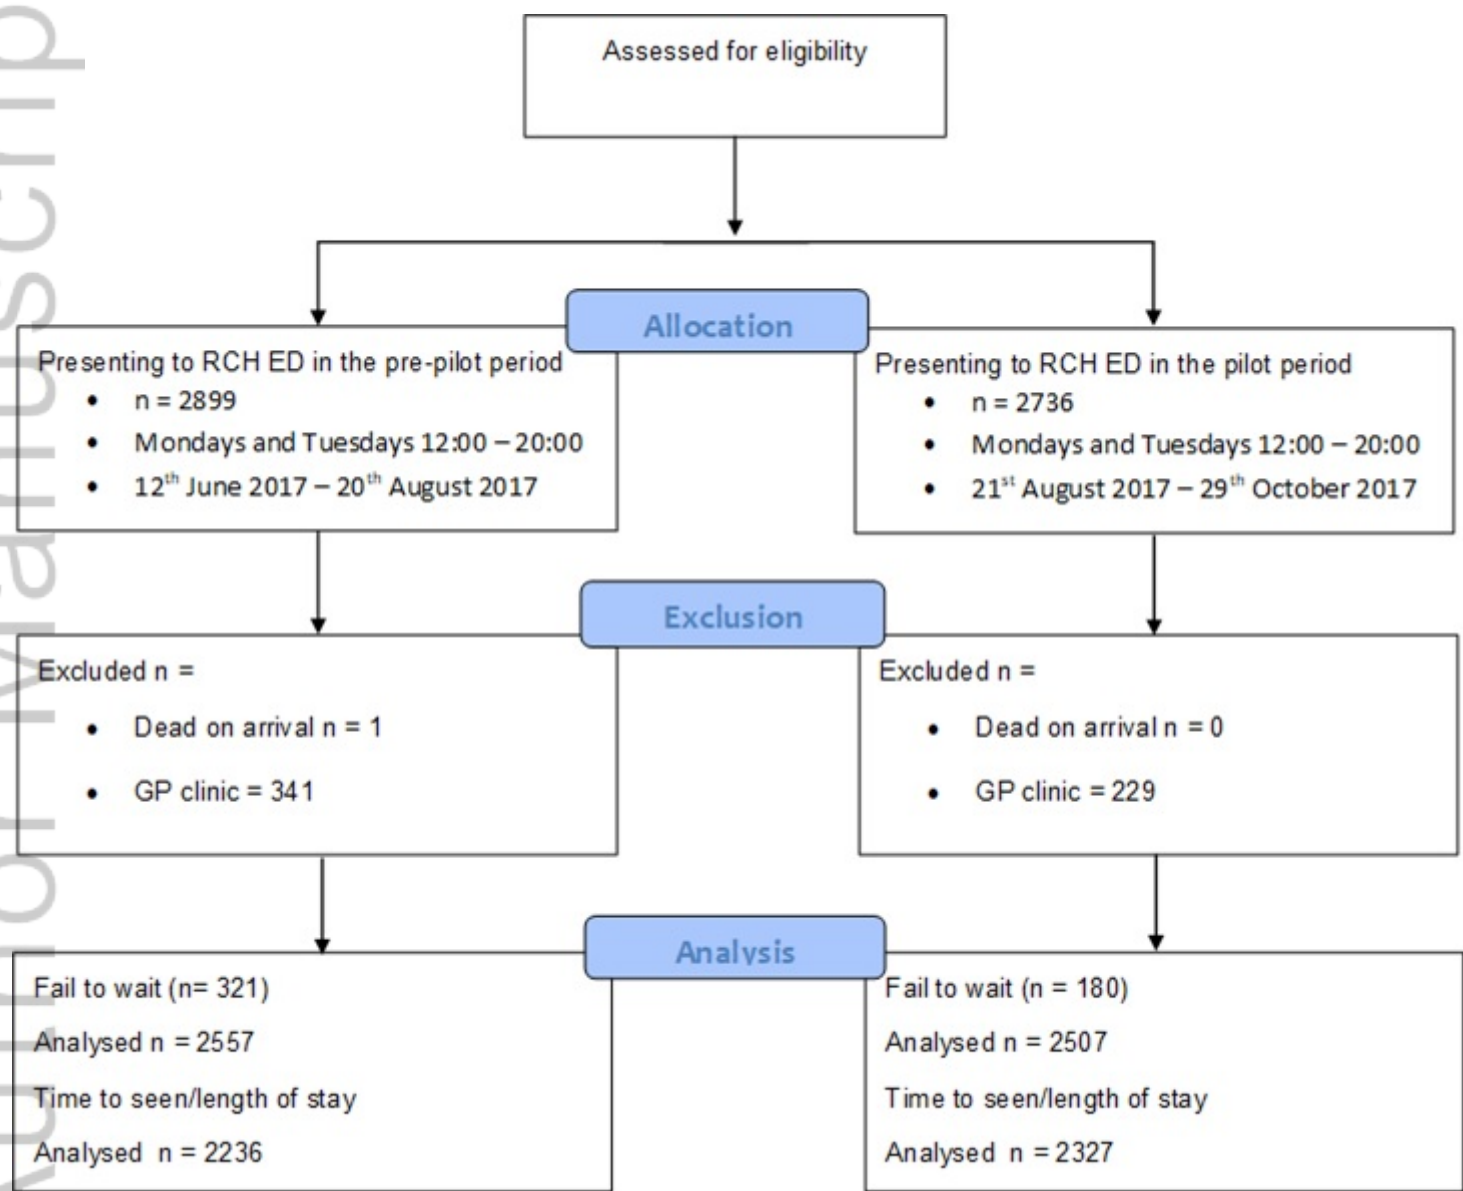 Assessed for eligibility
Allocation
Presenting to RCH ED in the pre-pilot period
• n = 2899
• Mondays and Tuesdays 12:00 – 20:00
• 12th June 2017 – 20th August 2017
Presenting to RCH ED in the pilot period
• n = 2736
• Mondays and Tuesdays 12:00 – 20:00
• 21st August 2017 – 29th October 2017
Exclusion
Excluded n =
• Dead on arrival n = 1
• GP clinic = 341
Excluded n =
• Dead on arrival n = 0
• GP clinic = 229
Analysis
Fail to wait (n= 321)
Analysed n = 2557
Time to seen/length of stay
Analysed n = 2236
Fail to wait (n = 180)
Analysed n = 2507
Time to seen/length of stay
Analysed n = 2327